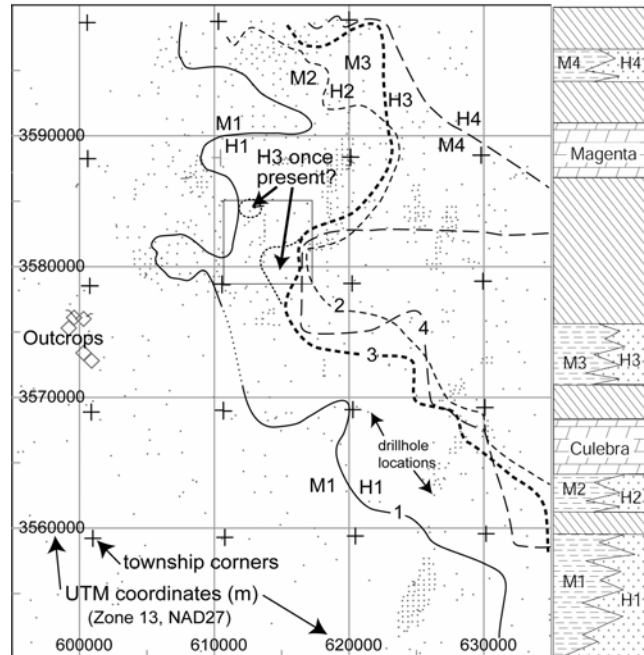 M3
M2
H2
H3
H4
M4
M1
H1
H3 once
present?
3590000
3580000
Outcrops
2
4
3
3570000
drillhole
locations
M1
H1
1
3560000
township corners
UTM coordinates (m)
(Zone 13, NAD27)
600000
610000
620000
630000
M4
H4
Magenta
M3
H3
Culebra
M2
H2
M1
H1